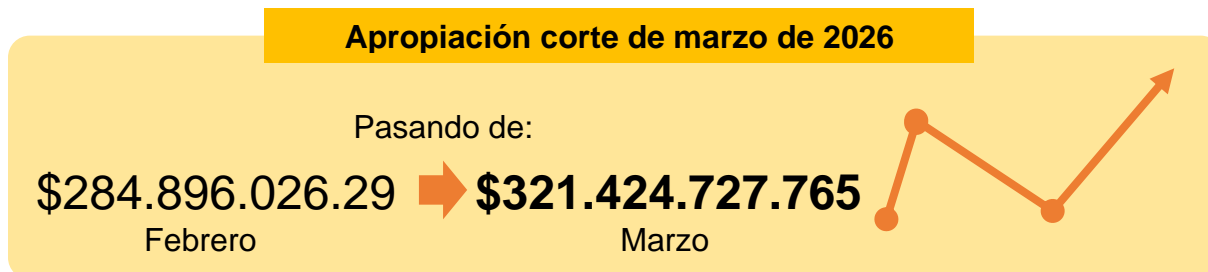 Apropiación corte de marzo de 2026
Pasando de:
$284.896.026.29 $321.424.727.765
Febrero Marzo